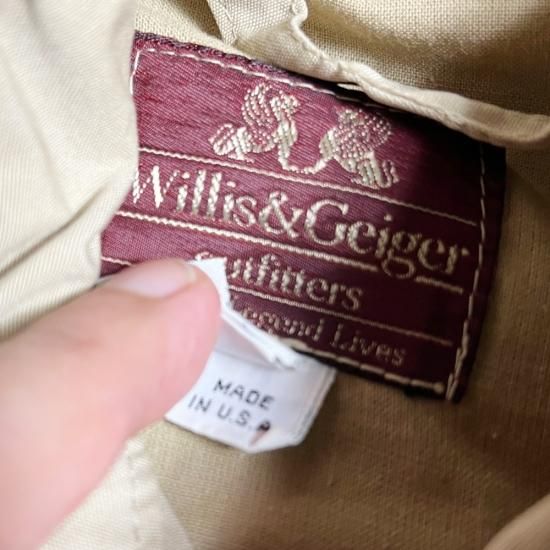 Willis&Geiger
Outfitters
Legend Lives
MADE
IN U.S.A